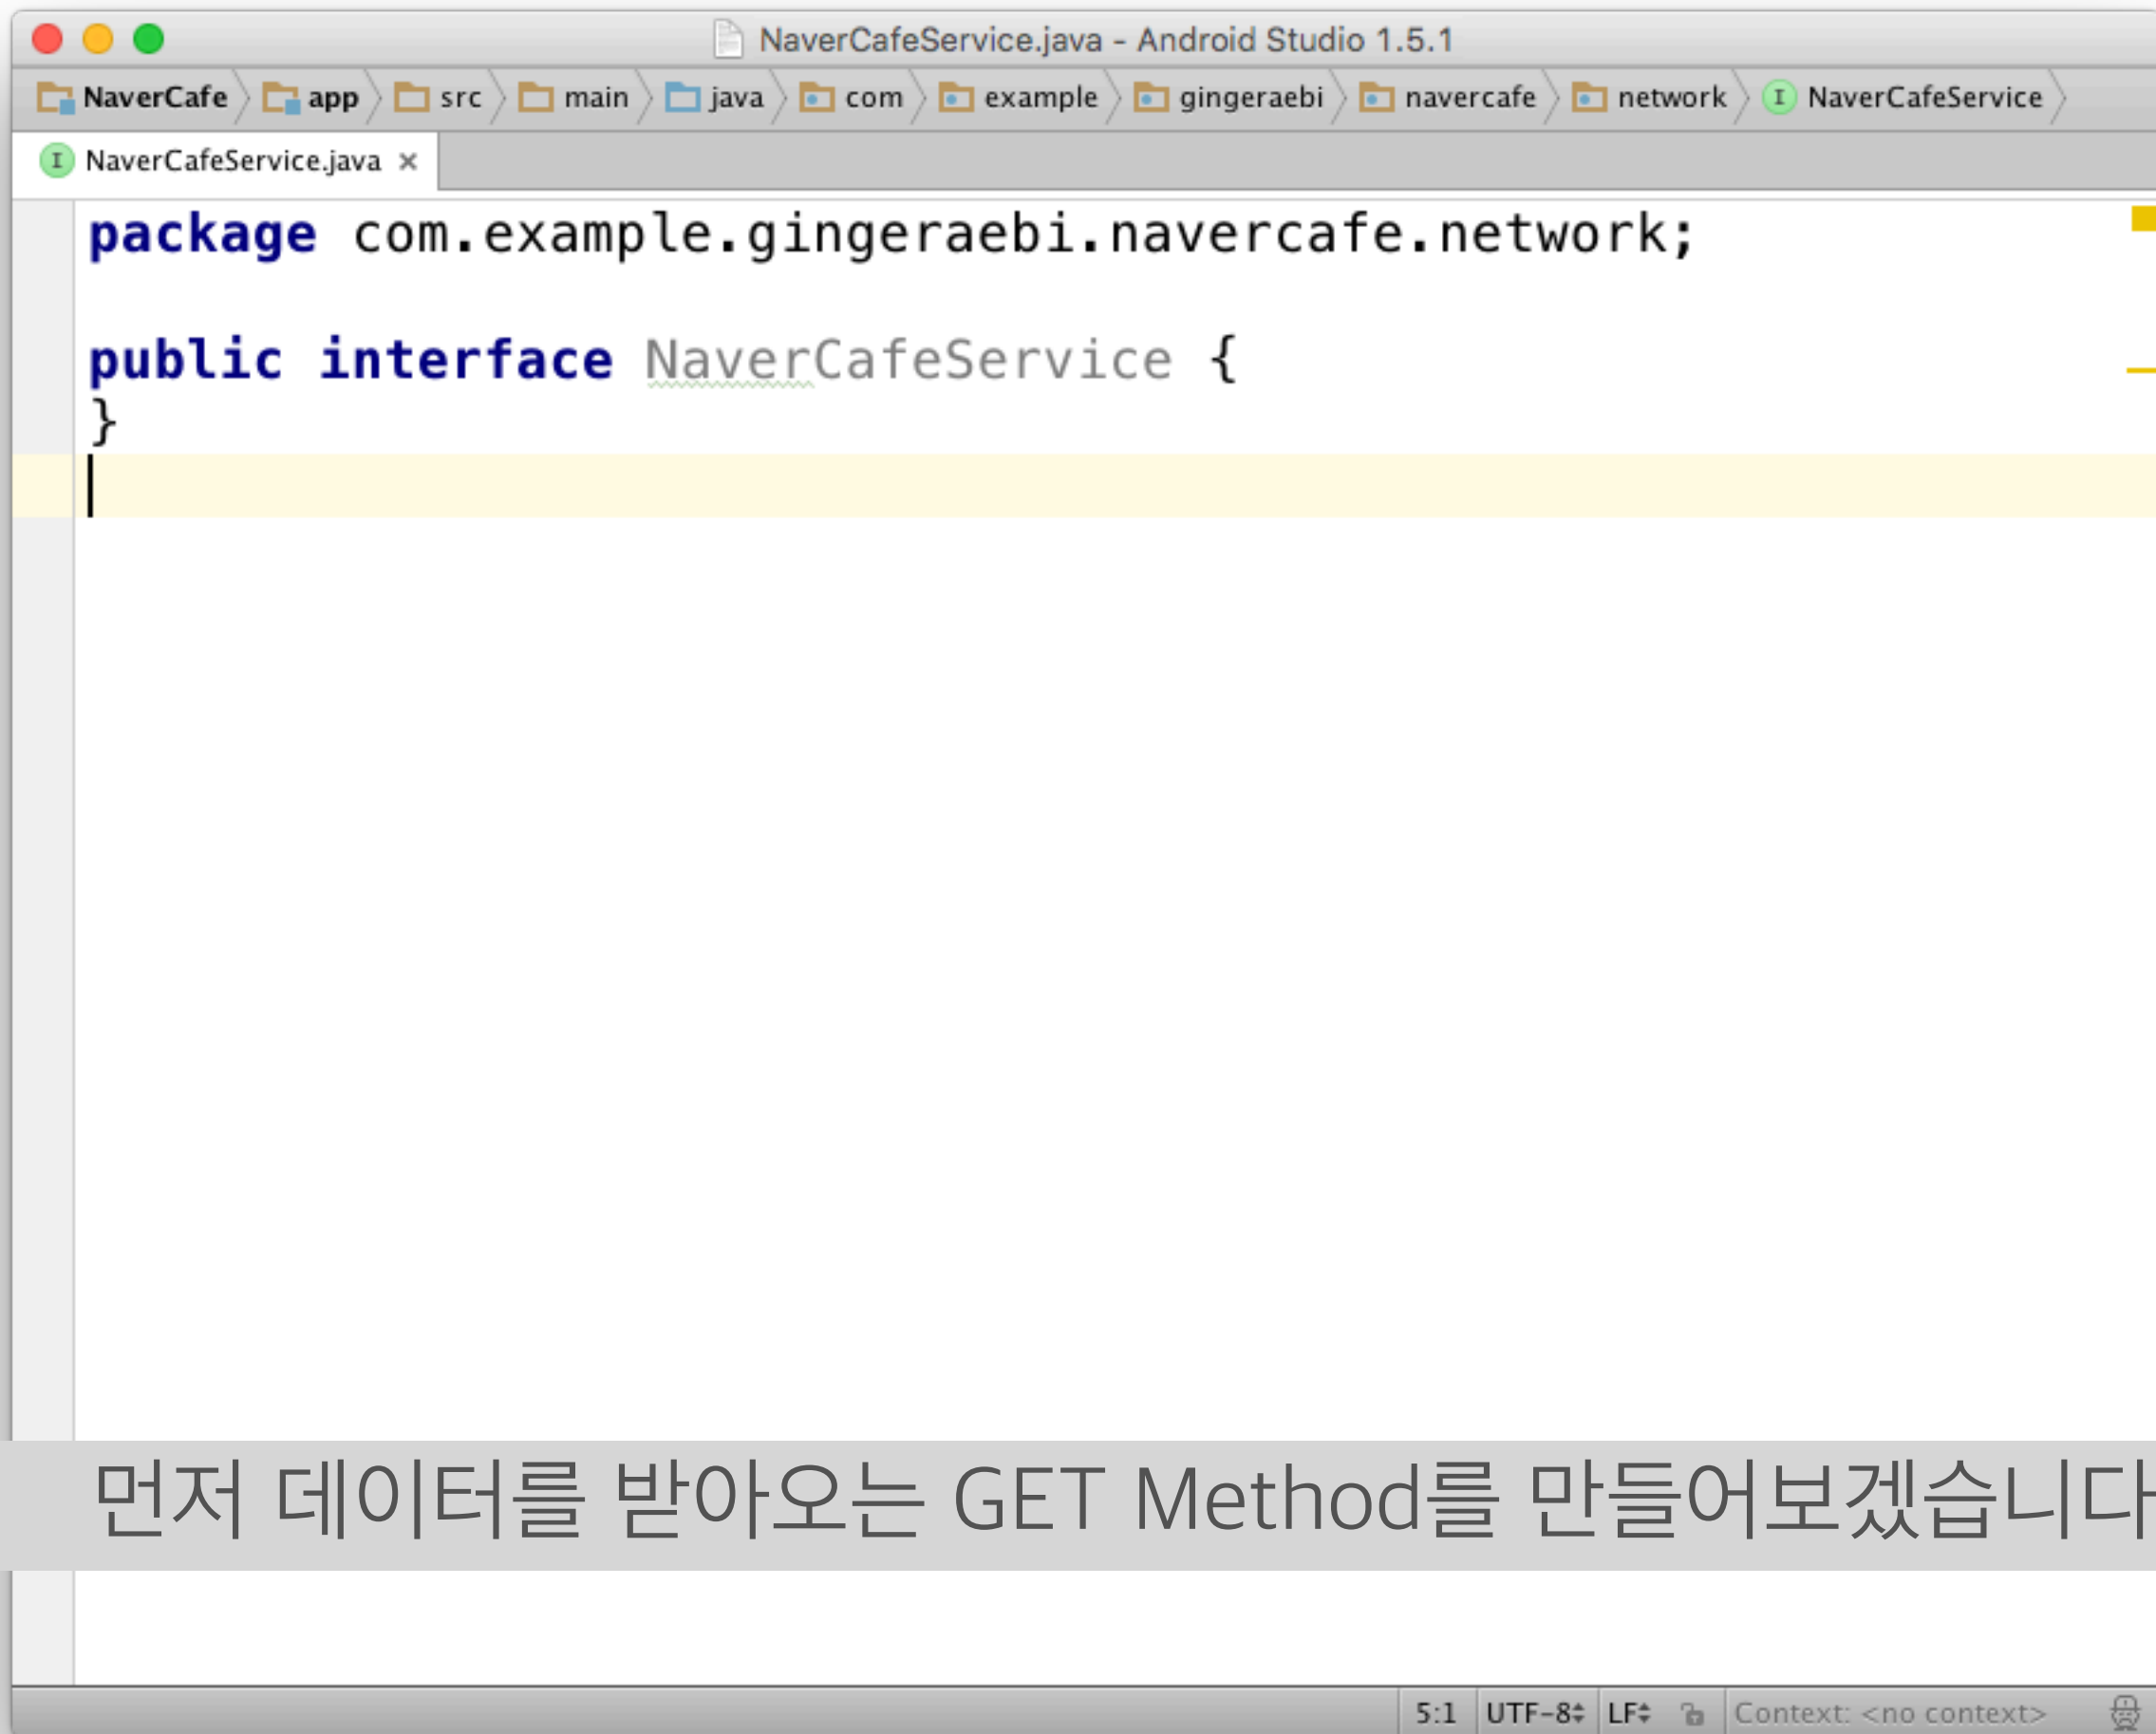 NaverCafeService.java - Android Studio 1.5.1
NaverCafe app src main java com example gingeraebi navercafe network NaverCafeService
NaverCafeService.java
package com.example.gingeraebi.navercafe.network;
public interface NaverCafeService {
}
먼저 데이터를 받아오는 GET Method를 만들어보겠습니다
5:1 UTF-8 LF Context: <no context>